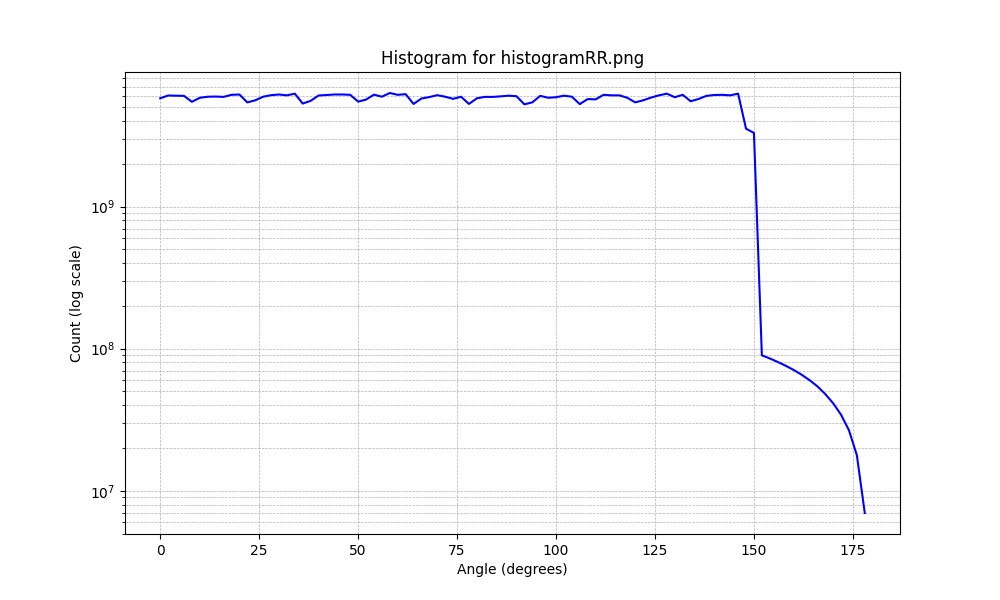 Histogram for histogramRR.png
Count (log scale)
10⁹
10⁸
10⁷
0 25 50 75 100 125 150 175
Angle (degrees)